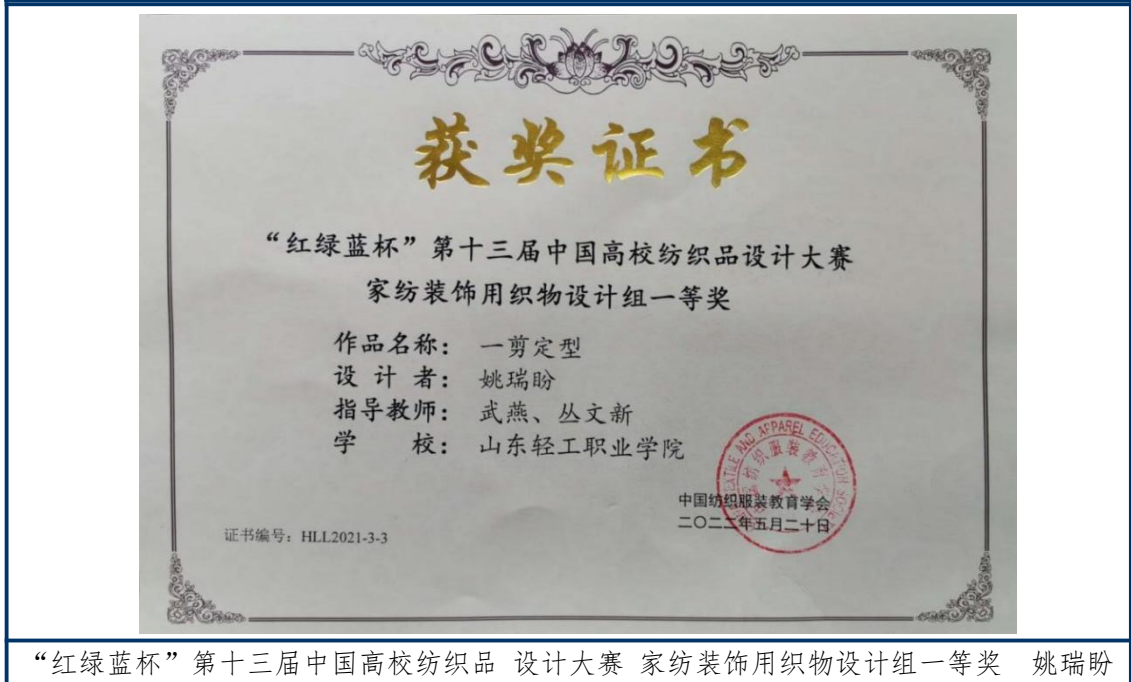 获奖证书
“红绿蓝杯”第十三届中国高校纺织品设计大赛
家纺装饰用织物设计组一等奖
作品名称：一剪定型
设 计 者：姚瑞盼
指导教师：武燕、丛文新
学 校：山东轻工职业学院
中国纺织服装教育学会
二〇二二年五月二十日
证书编号：HLL2021-3-3
“红绿蓝杯”第十三届中国高校纺织品 设计大赛 家纺装饰用织物设计组一等奖 姚瑞盼